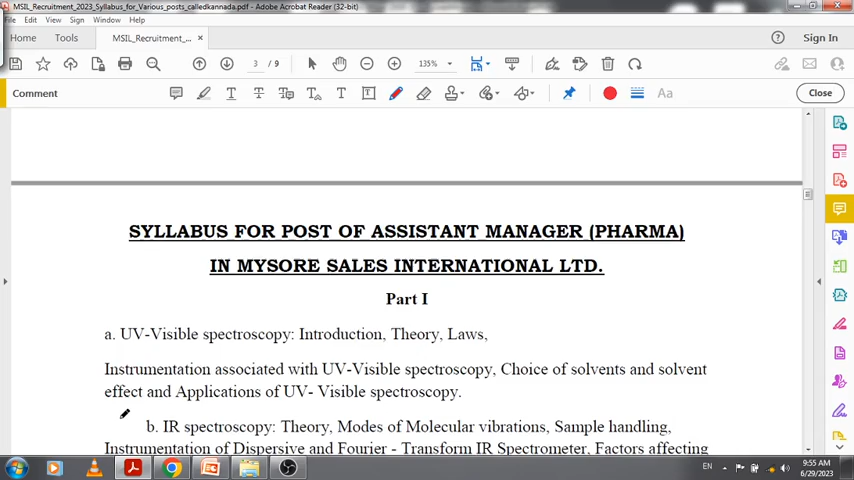 MSIL_Recruitment_2023_Syllabus_for_Various_posts_calledkannada.pdf - Adobe Acrobat Reader (32-bit)
File Edit View Sign Window Help
Home Tools MSIL_Recruitment_... × Sign In
3 / 9 135%
Comment Aa Close
SYLLABUS FOR POST OF ASSISTANT MANAGER (PHARMA)
IN MYSORE SALES INTERNATIONAL LTD.
Part I
a. UV-Visible spectroscopy: Introduction, Theory, Laws,
Instrumentation associated with UV-Visible spectroscopy, Choice of solvents and solvent
effect and Applications of UV- Visible spectroscopy.
b. IR spectroscopy: Theory, Modes of Molecular vibrations, Sample handling,
Instrumentation of Dispersive and Fourier - Transform IR Spectrometer, Factors affecting
EN 9:55 AM
6/29/2023